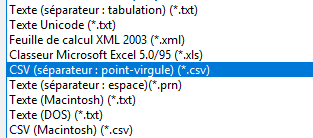 Texte (séparateur : tabulation) (*.txt)
Texte Unicode (*.txt)
Feuille de calcul XML 2003 (*.xml)
Classeur Microsoft Excel 5.0/95 (*.xls)
CSV (séparateur : point-virgule) (*.csv)
Texte (séparateur : espace)(*.prn)
Texte (Macintosh) (*.txt)
Texte (DOS) (*.txt)
CSV (Macintosh) (*.csv)